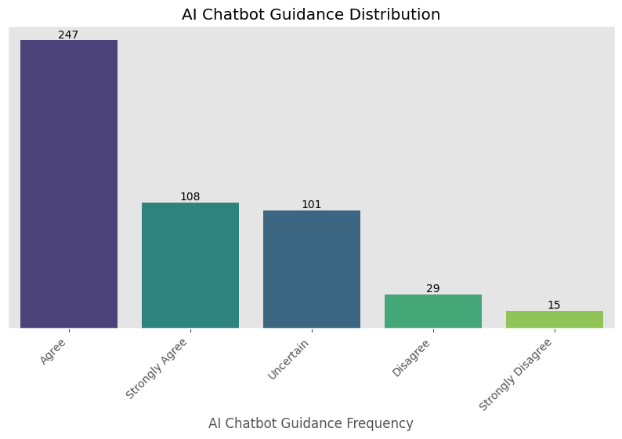 AI Chatbot Guidance Distribution
247
108
101
29
15
Agree
Strongly Agree
Uncertain
Disagree
Strongly Disagree
AI Chatbot Guidance Frequency